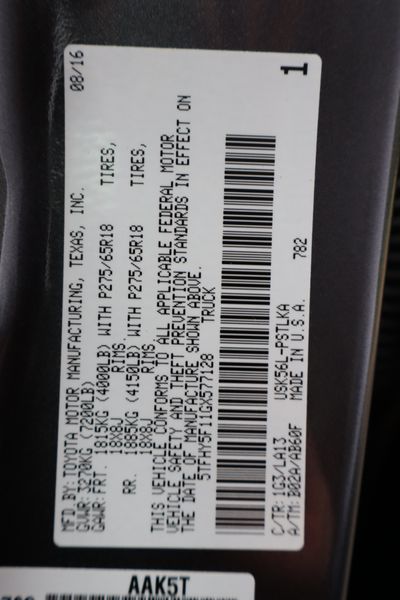 MFD.BY: TOYOTA MOTOR MANUFACTURING, TEXAS, INC. 08/16
GVWR: 3270KG (7200LB)
GAWR: FRT. 1815KG (4000LB) WITH P275/65R18 TIRES,
18X8J RIMS.
RR. 1885KG (4150LB) WITH P275/65R18 TIRES,
18X8J RIMS.
THIS VEHICLE CONFORMS TO ALL APPLICABLE FEDERAL MOTOR
VEHICLE SAFETY AND THEFT PREVENTION STANDARDS IN EFFECT ON
THE DATE OF MANUFACTURE SHOWN ABOVE.
5TFHY5F11GX577128 TRUCK
C/TR: 1G3/LA13 USK56L-PSTLKA 782
A/TM: B02A/AB60F MADE IN U.S.A.
1
AAK5T